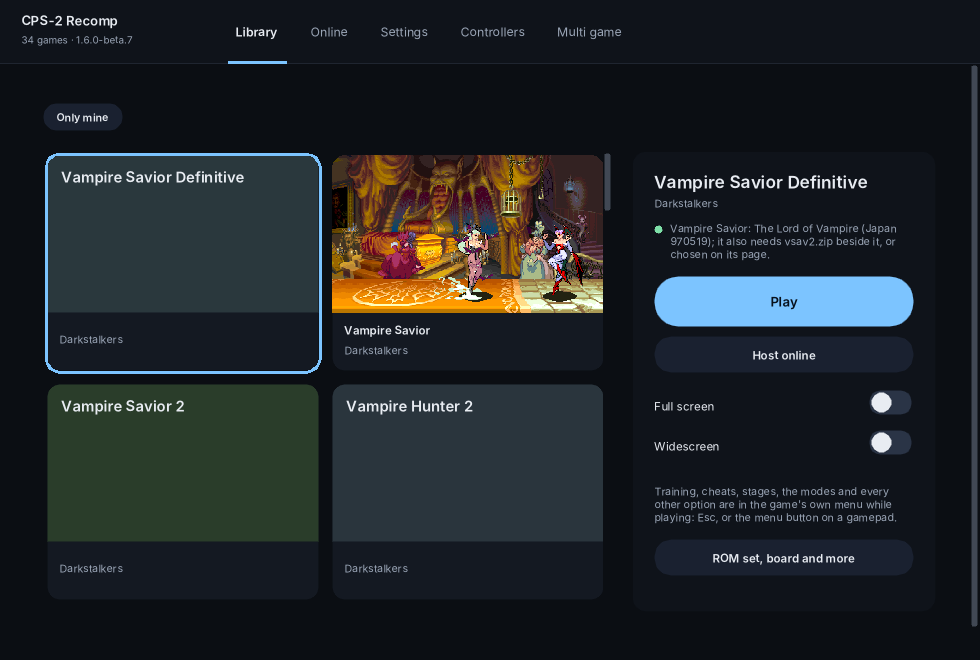 CPS-2 Recomp
34 games · 1.6.0-beta.7
Library
Online
Settings
Controllers
Multi game
Only mine
Vampire Savior Definitive
Darkstalkers
Vampire Savior
Darkstalkers
Vampire Savior 2
Darkstalkers
Vampire Hunter 2
Darkstalkers
Vampire Savior Definitive
Darkstalkers
Vampire Savior: The Lord of Vampire (Japan
970519); it also needs vsav2.zip beside it, or
chosen on its page.
Play
Host online
Full screen
Widescreen
Training, cheats, stages, the modes and every
other option are in the game's own menu while
playing: Esc, or the menu button on a gamepad.
ROM set, board and more